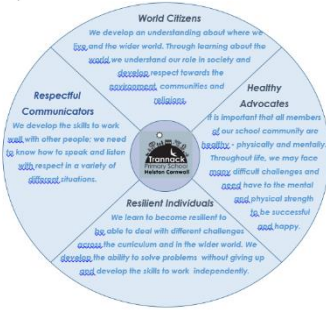 World Citizens
We develop an understanding about where we
live and the wider world. Through learning about the
world we understand our role in society and
develop respect towards the
environment, communities and
religions.
Respectful
Communicators
We develop the skills to work
well with other people; we need
to know how to speak and listen
with respect in a variety of
different situations.
Healthy
Advocates
It is important that all members
of our school community are
healthy - physically and mentally.
Throughout life, we may face
many difficult challenges and
need have to the mental
and physical strength
to be successful
and happy.
Trannack
Primary School
Helston Cornwall
Resilient Individuals
We learn to become resilient to
be able to deal with different challenges
across the curriculum and in the wider world. We
develop the ability to solve problems without giving up
and develop the skills to work independently.